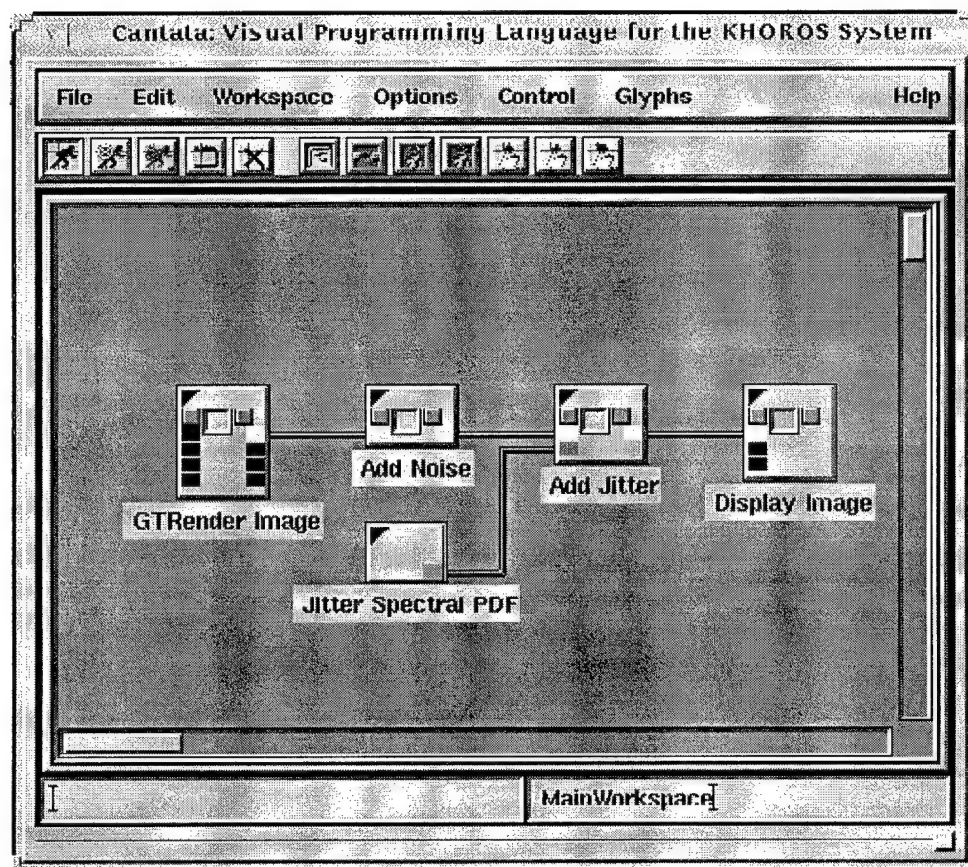 Cantata: Visual Programming Language for the KHOROS System
File Edit Workspace Options Control Glyphs Help
Add Noise
Add Jitter
Display Image
GTRender Image
Jitter Spectral PDF
MainWorkspace